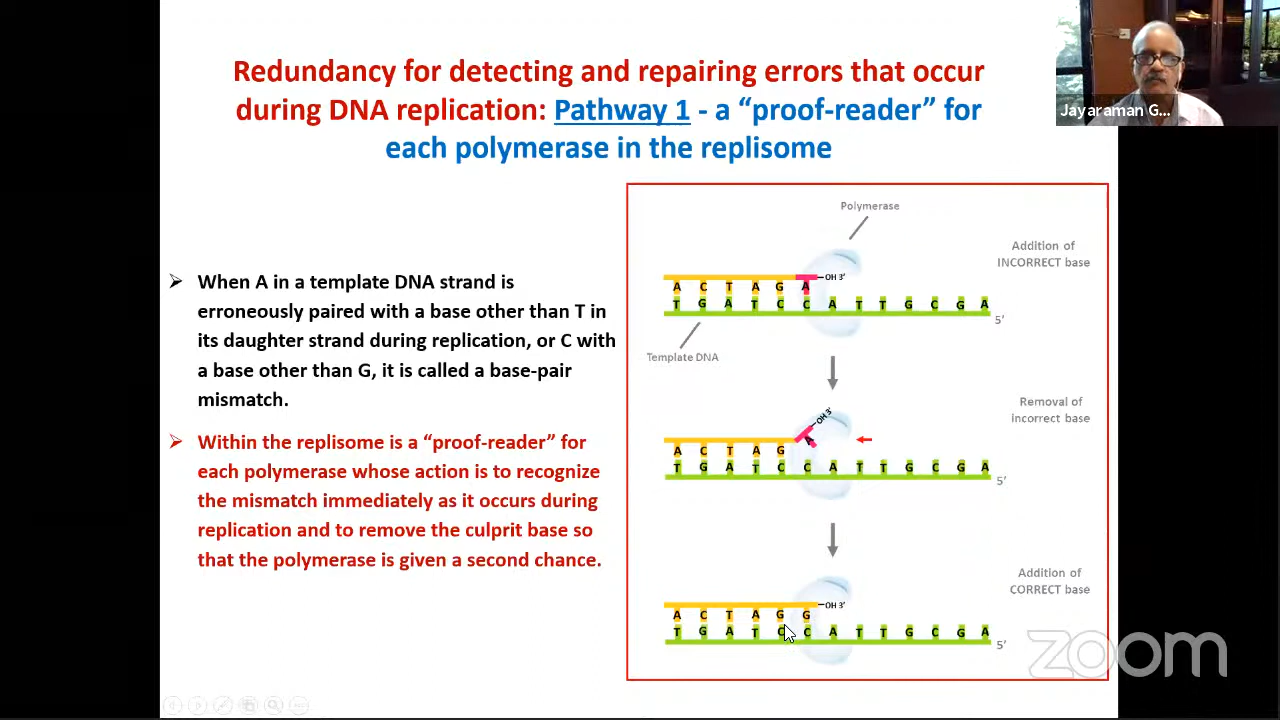 Redundancy for detecting and repairing errors that occur
during DNA replication: Pathway 1 - a “proof-reader” for
each polymerase in the replisome
Jayaraman G...
➢ When A in a template DNA strand is
erroneously paired with a base other than T in
its daughter strand during replication, or C with
a base other than G, it is called a base-pair
mismatch.
➢ Within the replisome is a “proof-reader” for
each polymerase whose action is to recognize
the mismatch immediately as it occurs during
replication and to remove the culprit base so
that the polymerase is given a second chance.
Polymerase
Addition of
INCORRECT base
OH 3'
A C T A G A
T G A T C C A T T G C G A
5'
Template DNA
Removal of
incorrect base
OH 3'
A C T A G A
T G A T C C A T T G C G A
5'
Addition of
CORRECT base
OH 3'
A C T A G G
T G A T C C A T T G C G A
5'
zoom